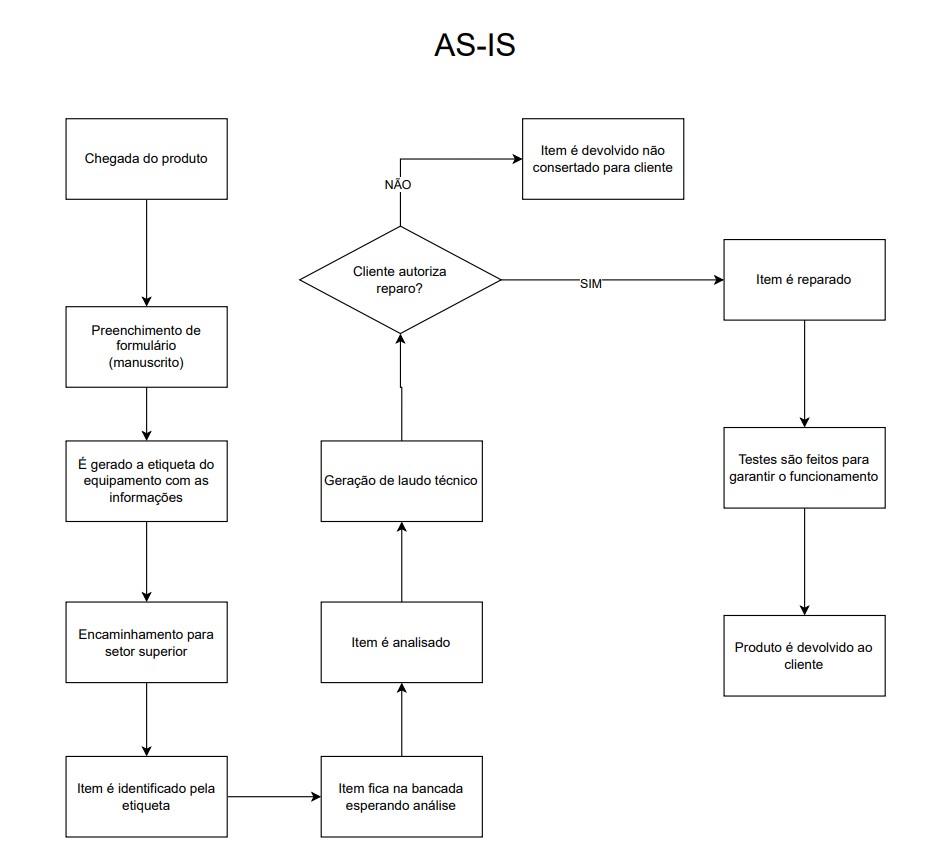 AS-IS
Chegada do produto
Preenchimento de
formulário
(manuscrito)
É gerado a etiqueta do
equipamento com as
informações
Encaminhamento para
setor superior
Item é identificado pela
etiqueta
Item fica na bancada
esperando análise
Item é analisado
Geração de laudo técnico
Cliente autoriza
reparo?
NÃO
Item é devolvido não
consertado para cliente
SIM
Item é reparado
Testes são feitos para
garantir o funcionamento
Produto é devolvido ao
cliente